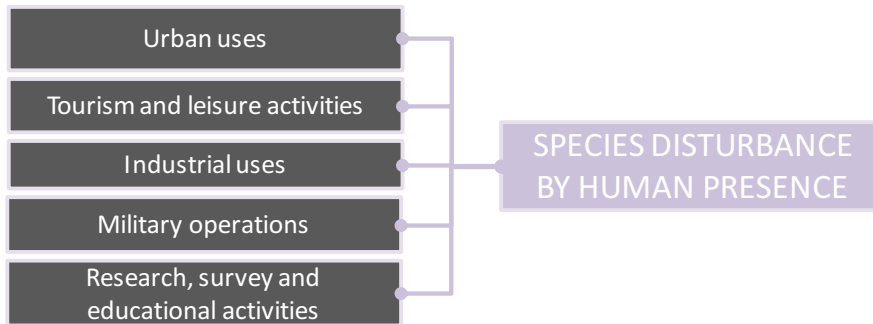 Urban uses
Tourism and leisure activities
Industrial uses
Military operations
Research, survey and
educational activities
SPECIES DISTURBANCE
BY HUMAN PRESENCE